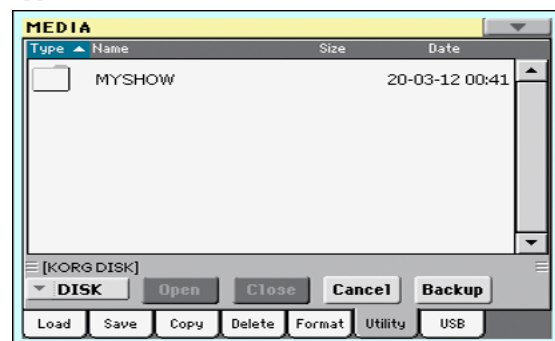 MEDIA
Type Name Size Date
MYSHOW 20-03-12 00:41
[KORG DISK]
DISK Open Close Cancel Backup
Load Save Copy Delete Format Utility USB